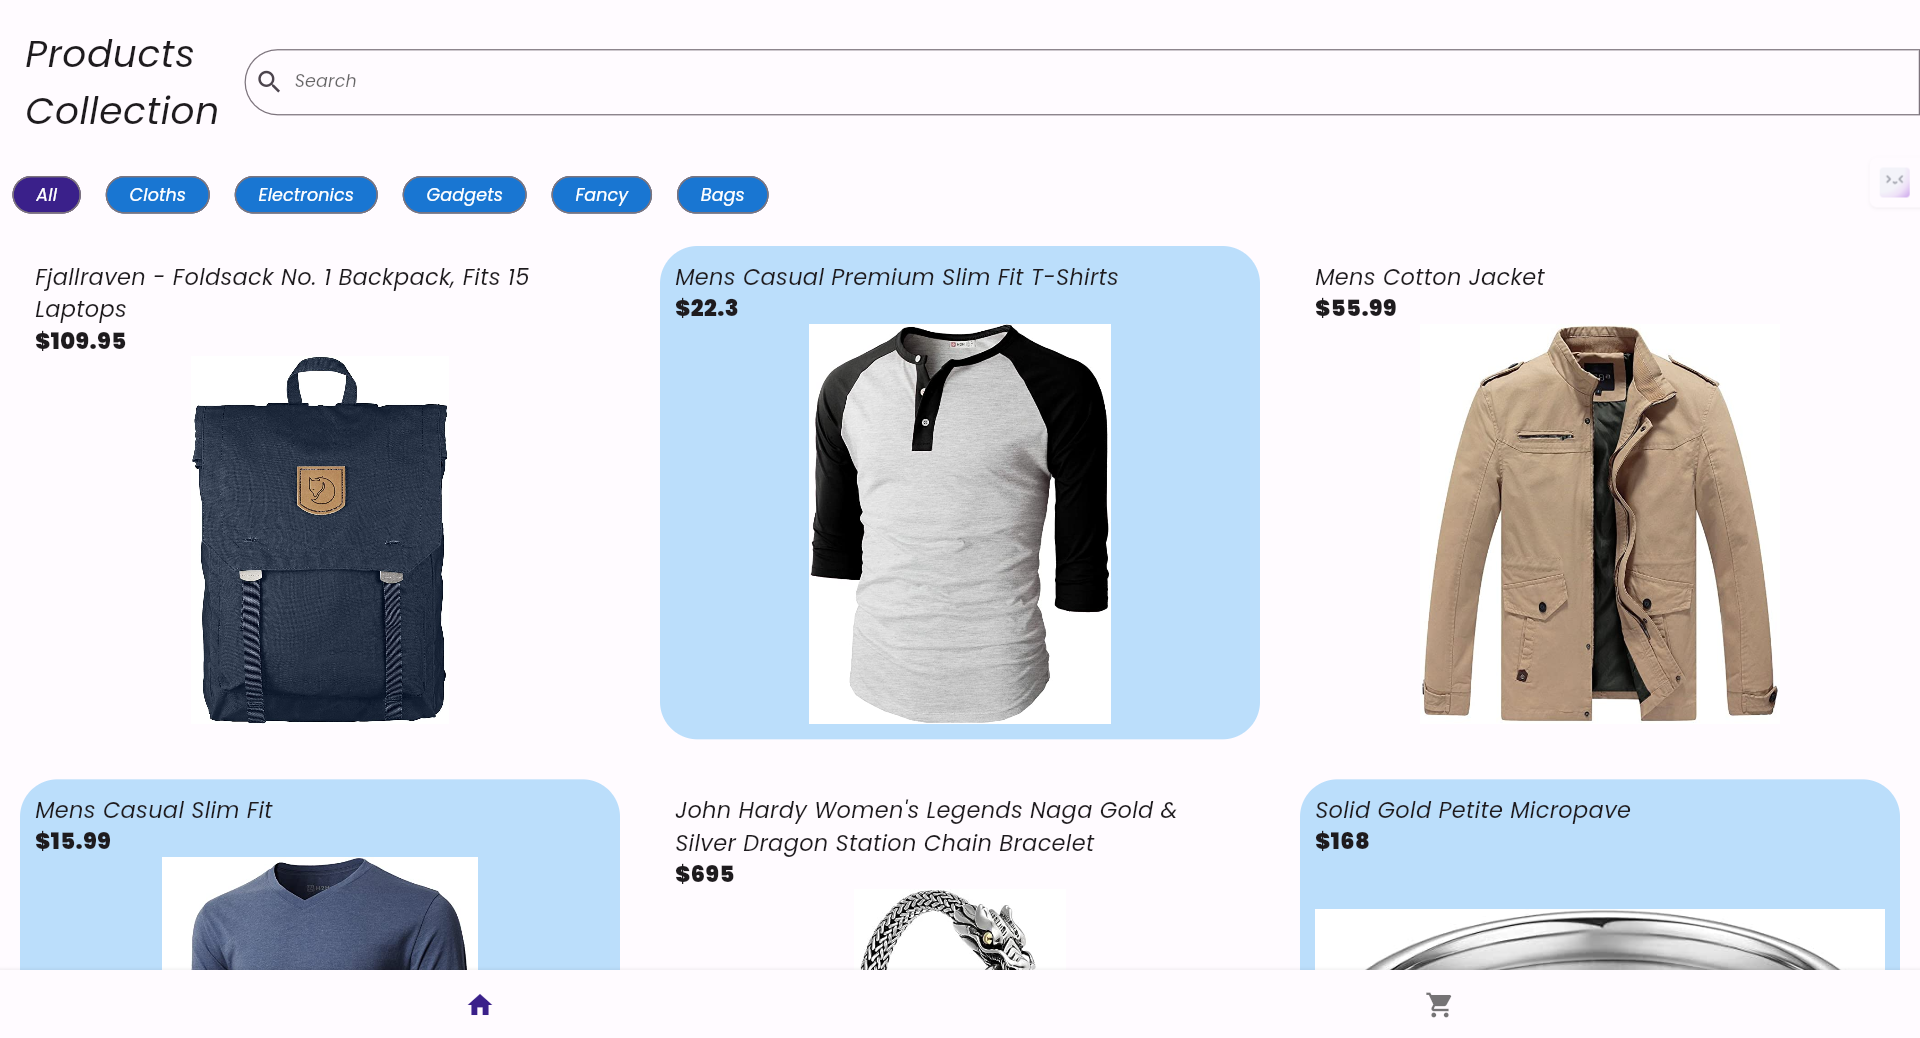 Products
Collection
Search
All
Cloths
Electronics
Gadgets
Fancy
Bags
Fjallraven - Foldsack No. 1 Backpack, Fits 15
Laptops
$109.95
Mens Casual Premium Slim Fit T-Shirts
$22.3
Mens Cotton Jacket
$55.99
Mens Casual Slim Fit
$15.99
John Hardy Women's Legends Naga Gold &
Silver Dragon Station Chain Bracelet
$695
Solid Gold Petite Micropave
$168